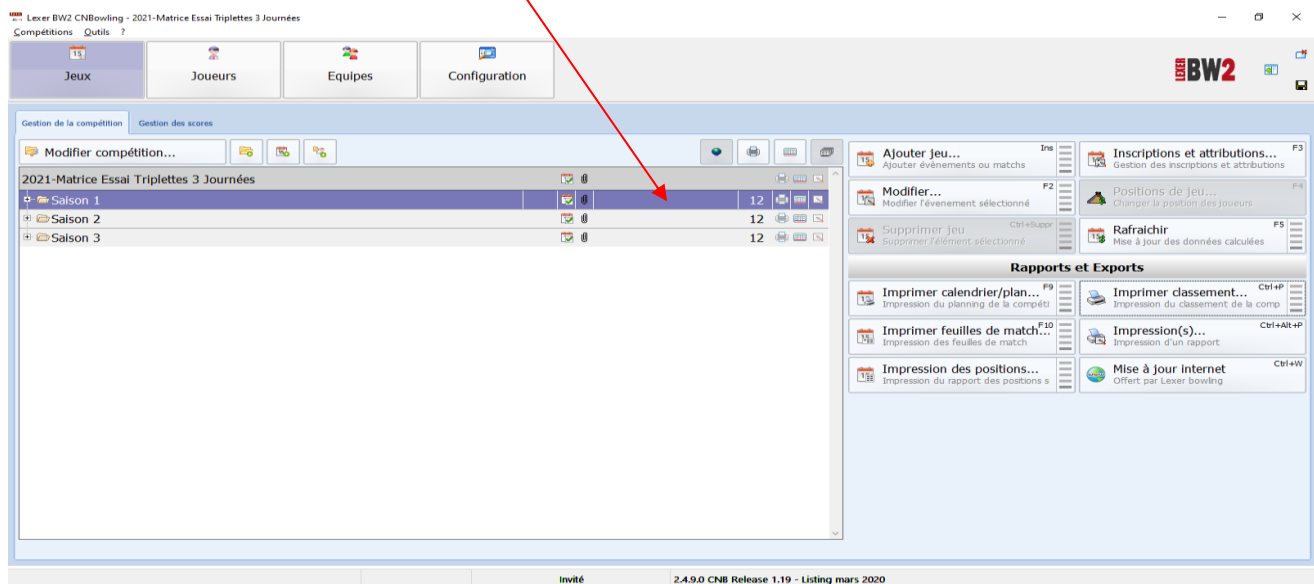 Lexer BW2 CNBowling - 2021-Matrice Essai Triplettes 3 Journées
Compétitions Outils ?
Jeux
Joueurs
Equipes
Configuration
LEXER BW2
Gestion de la compétition
Gestion des scores
Modifier compétition...
2021-Matrice Essai Triplettes 3 Journées
Saison 1 12
Saison 2 12
Saison 3 12
Ajouter jeu... Ins
Ajouter évènements ou matchs
Inscriptions et attributions... F3
Gestion des inscriptions et attributions
Modifier... F2
Modifier l'évenement sélectionné
Positions de jeu... F4
Changer la position des joueurs
Supprimer jeu Ctrl+Suppr
Supprimer l'élément sélectionné
Rafraichir F5
Mise à jour des données calculées
Rapports et Exports
Imprimer calendrier/plan... F9
Impression du planning de la compéti
Imprimer classement... Ctrl+P
Impression du classement de la comp
Imprimer feuilles de match... F10
Impression des feuilles de match
Impression(s)... Ctrl+Alt+P
Impression d'un rapport
Impression des positions...
Impression du rapport des positions s
Mise à jour internet Ctrl+W
Offert par Lexer bowling
Invité
2.4.9.0 CNB Release 1.19 - Listing mars 2020